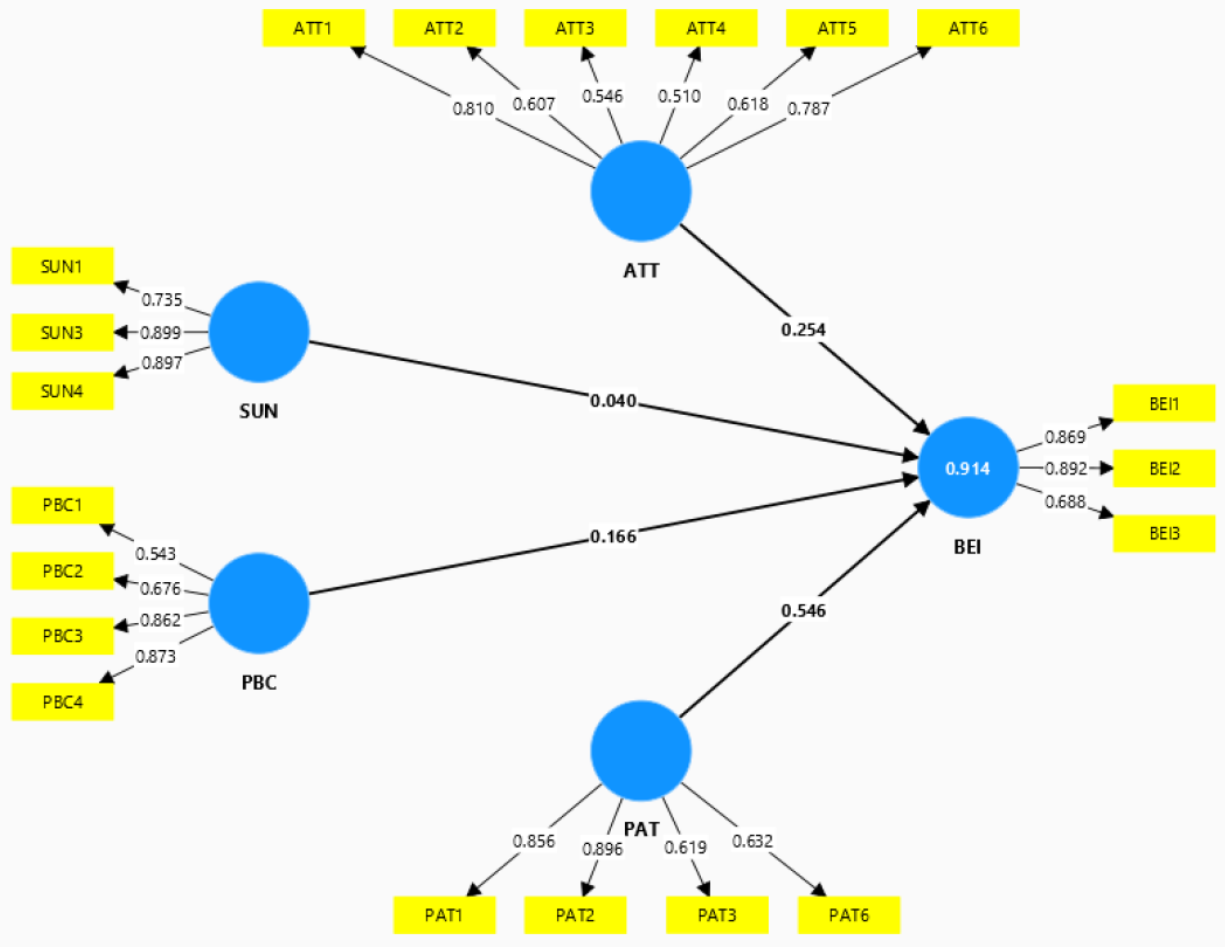 ATT1 ATT2 ATT3 ATT4 ATT5 ATT6
0.810 0.607 0.546 0.510 0.618 0.787
ATT
SUN1
SUN3
SUN4
0.735
0.899
0.897
SUN
0.254
0.040
0.166
0.546
PBC1
PBC2
PBC3
PBC4
0.543
0.676
0.862
0.873
PBC
0.914
BEI
0.869
0.892
0.688
BEI1
BEI2
BEI3
PAT
0.856 0.896 0.619 0.632
PAT1 PAT2 PAT3 PAT6